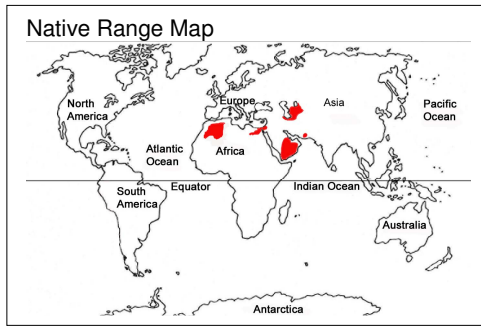 Native Range Map
North
America
Europe
Asia
Pacific
Ocean
Atlantic
Ocean
Africa
Equator
Indian Ocean
South
America
Australia
Antarctica